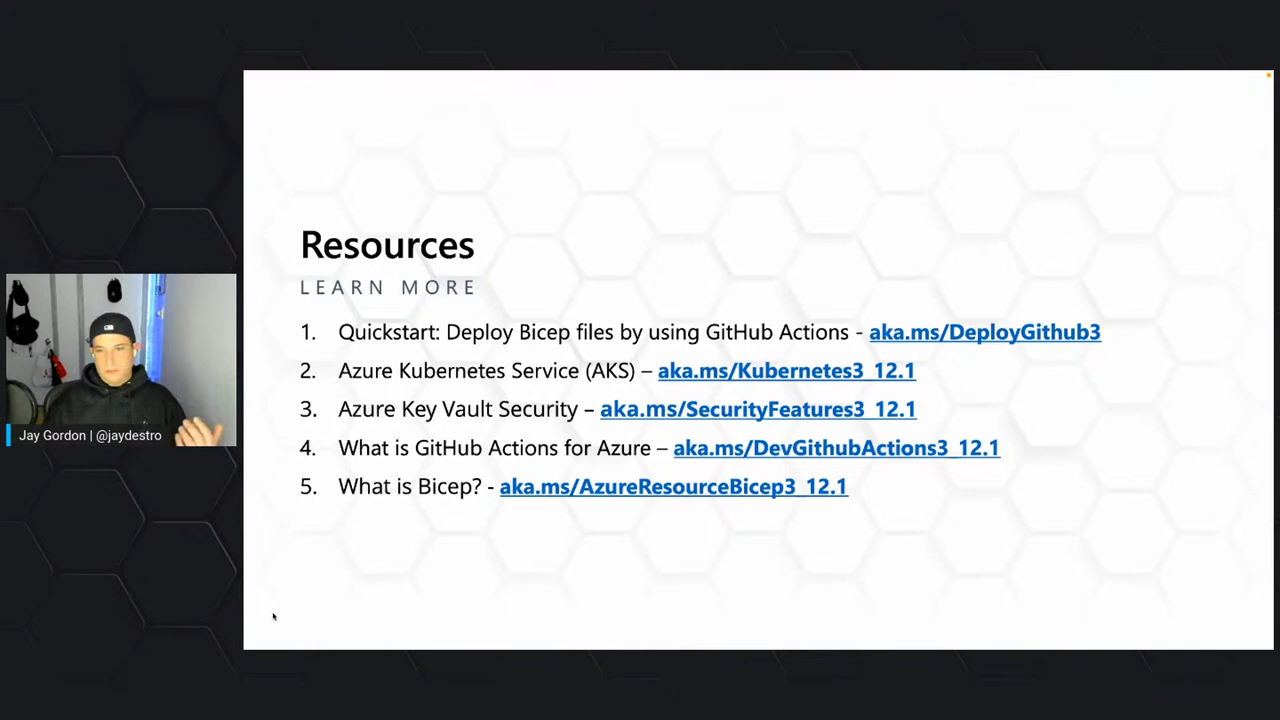 Resources
LEARN MORE
1. Quickstart: Deploy Bicep files by using GitHub Actions - aka.ms/DeployGithub3
2. Azure Kubernetes Service (AKS) – aka.ms/Kubernetes3_12.1
3. Azure Key Vault Security – aka.ms/SecurityFeatures3_12.1
4. What is GitHub Actions for Azure – aka.ms/DevGithubActions3_12.1
5. What is Bicep? - aka.ms/AzureResourceBicep3_12.1
Jay Gordon | @jaydestro